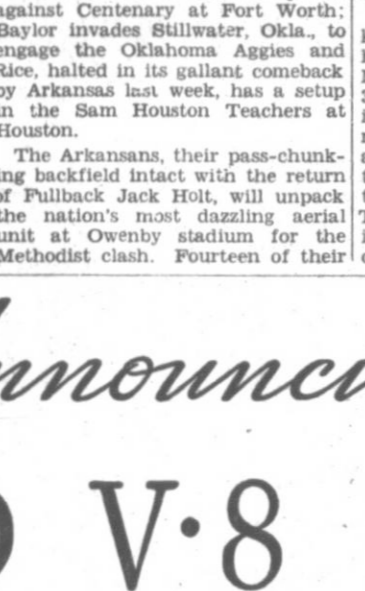 against Centenary at Fort Worth;
Baylor invades Stillwater, Okla., to
engage the Oklahoma Aggies and
Rice, halted in its gallant comeback
by Arkansas last week, has a setup
in the Sam Houston Teachers at
Houston.
The Arkansans, their pass-chunk-
ing backfield intact with the return
of Fullback Jack Holt, will unpack
the nation's most dazzling aerial
unit at Owenby stadium for the
Methodist clash. Fourteen of their
nnounci
V·8